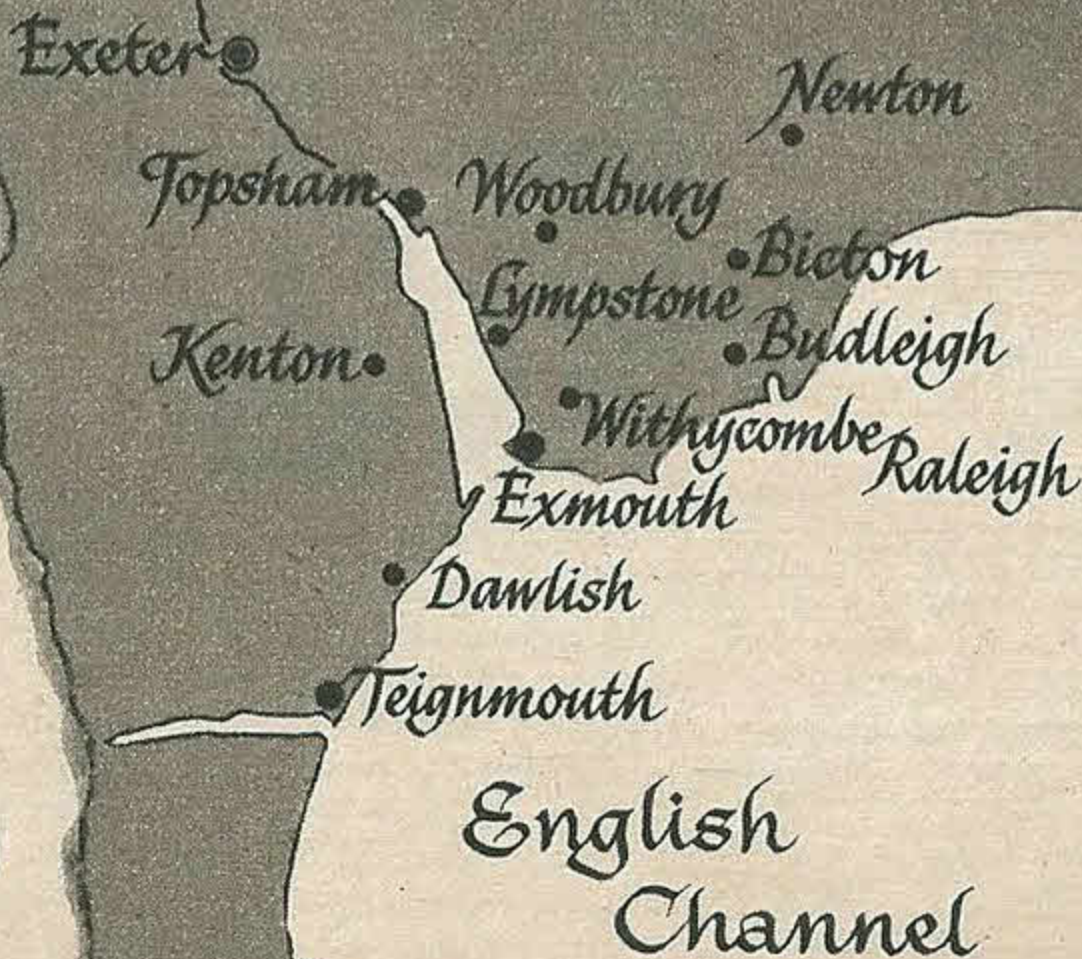 Exeter
Newton
Topsham
Woodbury
Bicton
Lympstone
Budleigh
Kenton
Withycombe
Raleigh
Exmouth
Dawlish
Teignmouth
English
Channel